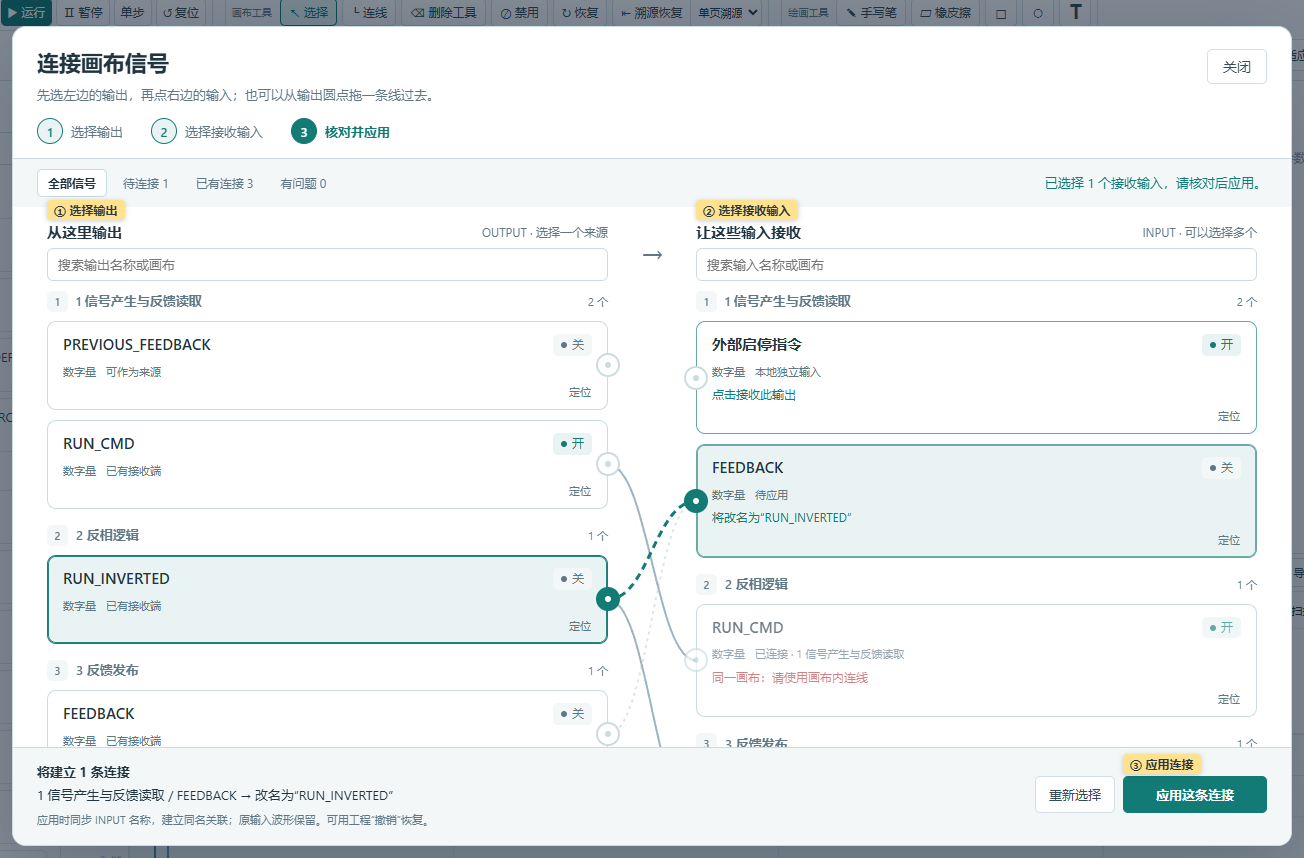 运行 暂停 单步 复位 画布工具 选择 连线 删除工具 禁用 恢复 溯源恢复 单页溯源 绘画工具 手写笔 橡皮擦 T
连接画布信号
关闭
先选左边的输出，再点右边的输入；也可以从输出圆点拖一条线过去。
1 选择输出 2 选择接收输入 3 核对并应用
全部信号 待连接 1 已有连接 3 有问题 0
已选择 1 个接收输入，请核对后应用。
① 选择输出
从这里输出
OUTPUT · 选择一个来源
搜索输出名称或画布
1 1 信号产生与反馈读取 2 个
PREVIOUS_FEEDBACK 关
数字量 可作为来源
定位
RUN_CMD 开
数字量 已有接收端
定位
2 2 反相逻辑 1 个
RUN_INVERTED 关
数字量 已有接收端
定位
3 3 反馈发布 1 个
FEEDBACK 关
数字量 已有接收端
→
② 选择接收输入
让这些输入接收
INPUT · 可以选择多个
搜索输入名称或画布
1 1 信号产生与反馈读取 2 个
外部启停指令 开
数字量 本地独立输入
点击接收此输出
定位
FEEDBACK 关
数字量 待应用
将改名为“RUN_INVERTED”
定位
2 2 反相逻辑 1 个
RUN_CMD 开
数字量 已连接 · 1 信号产生与反馈读取
同一画布：请使用画布内连线
定位
3 3 反馈发布 1 个
将建立 1 条连接
1 信号产生与反馈读取 / FEEDBACK → 改名为“RUN_INVERTED”
应用时同步 INPUT 名称，建立同名关联；原输入波形保留。可用工程“撤销”恢复。
重新选择
③ 应用连接
应用这条连接